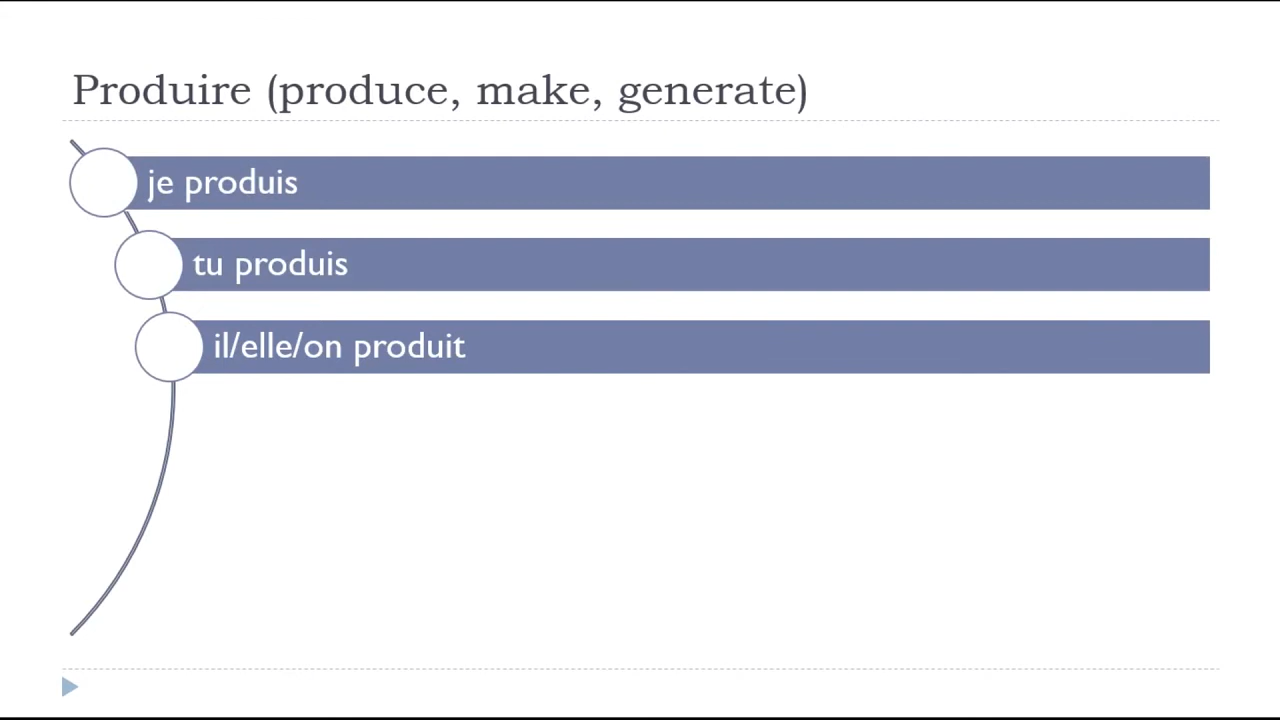 Produire (produce, make, generate)
je produis
tu produis
il/elle/on produit